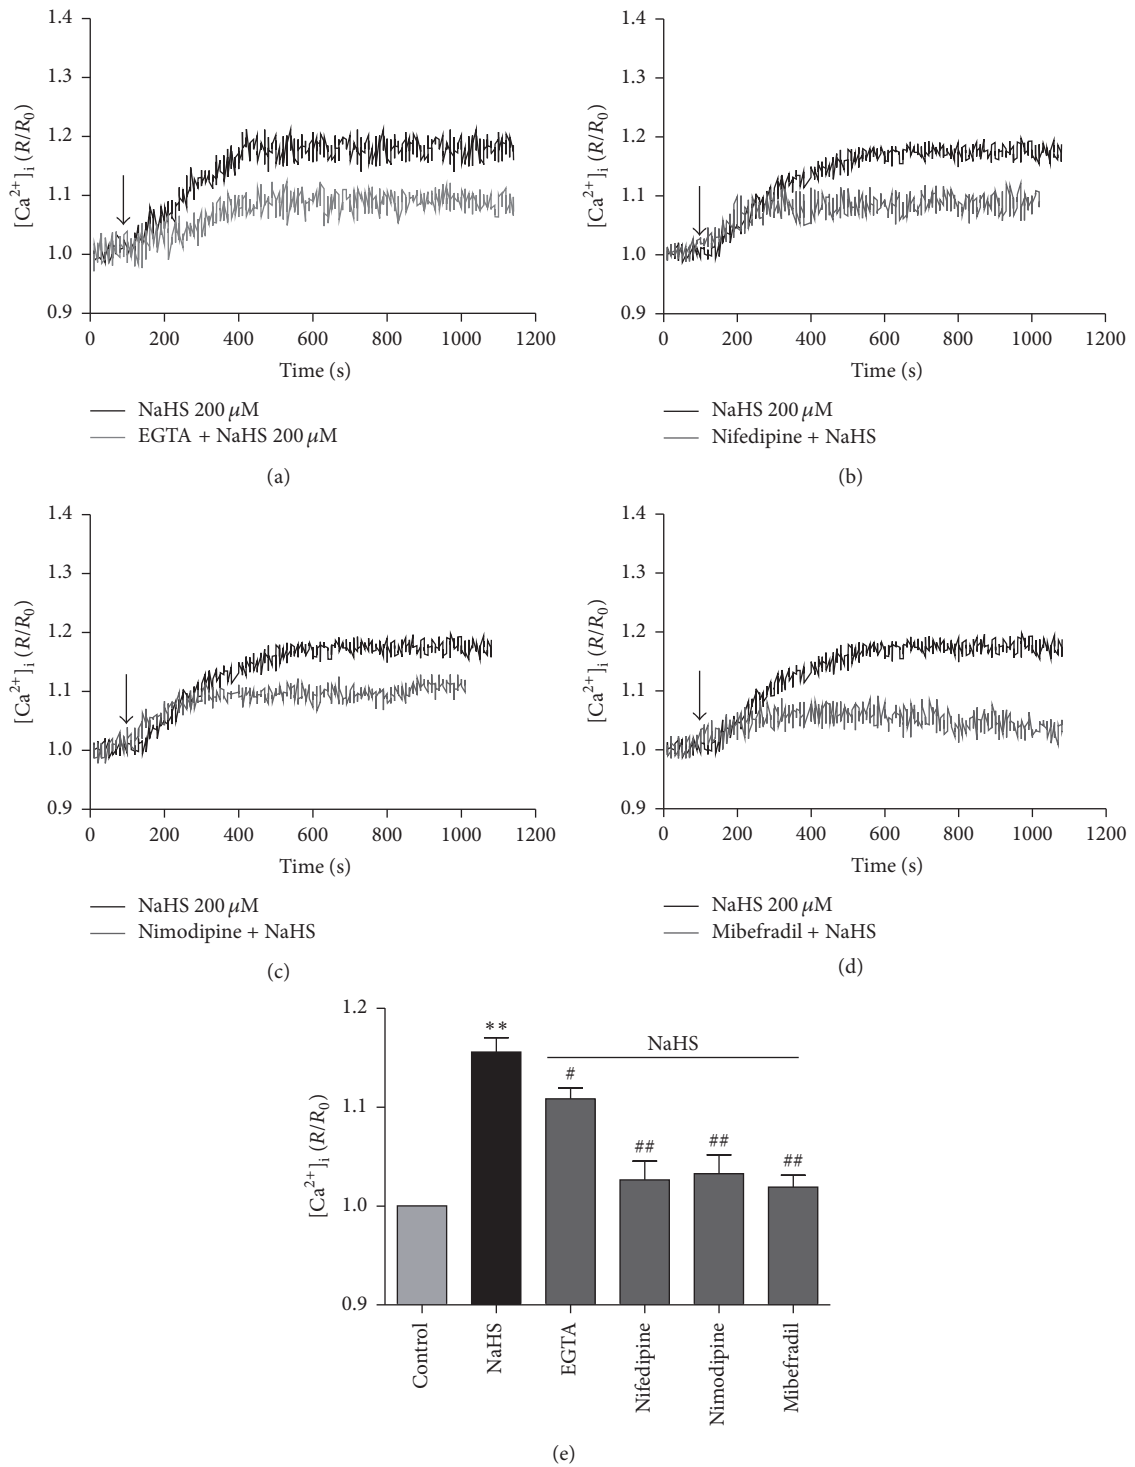 1.4
1.3
1.2
1.1
1.0
0.9
[Ca²⁺]ᵢ (R/R₀)
0 200 400 600 800 1000 1200
Time (s)
NaHS 200 μM
EGTA + NaHS 200 μM
(a)
1.4
1.3
1.2
1.1
1.0
0.9
[Ca²⁺]ᵢ (R/R₀)
0 200 400 600 800 1000 1200
Time (s)
NaHS 200 μM
Nifedipine + NaHS
(b)
1.4
1.3
1.2
1.1
1.0
0.9
[Ca²⁺]ᵢ (R/R₀)
0 200 400 600 800 1000 1200
Time (s)
NaHS 200 μM
Nimodipine + NaHS
(c)
1.4
1.3
1.2
1.1
1.0
0.9
[Ca²⁺]ᵢ (R/R₀)
0 200 400 600 800 1000 1200
Time (s)
NaHS 200 μM
Mibefradil + NaHS
(d)
1.2
1.1
1.0
0.9
[Ca²⁺]ᵢ (R/R₀)
**
NaHS
#
##
##
##
Control
NaHS
EGTA
Nifedipine
Nimodipine
Mibefradil
(e)